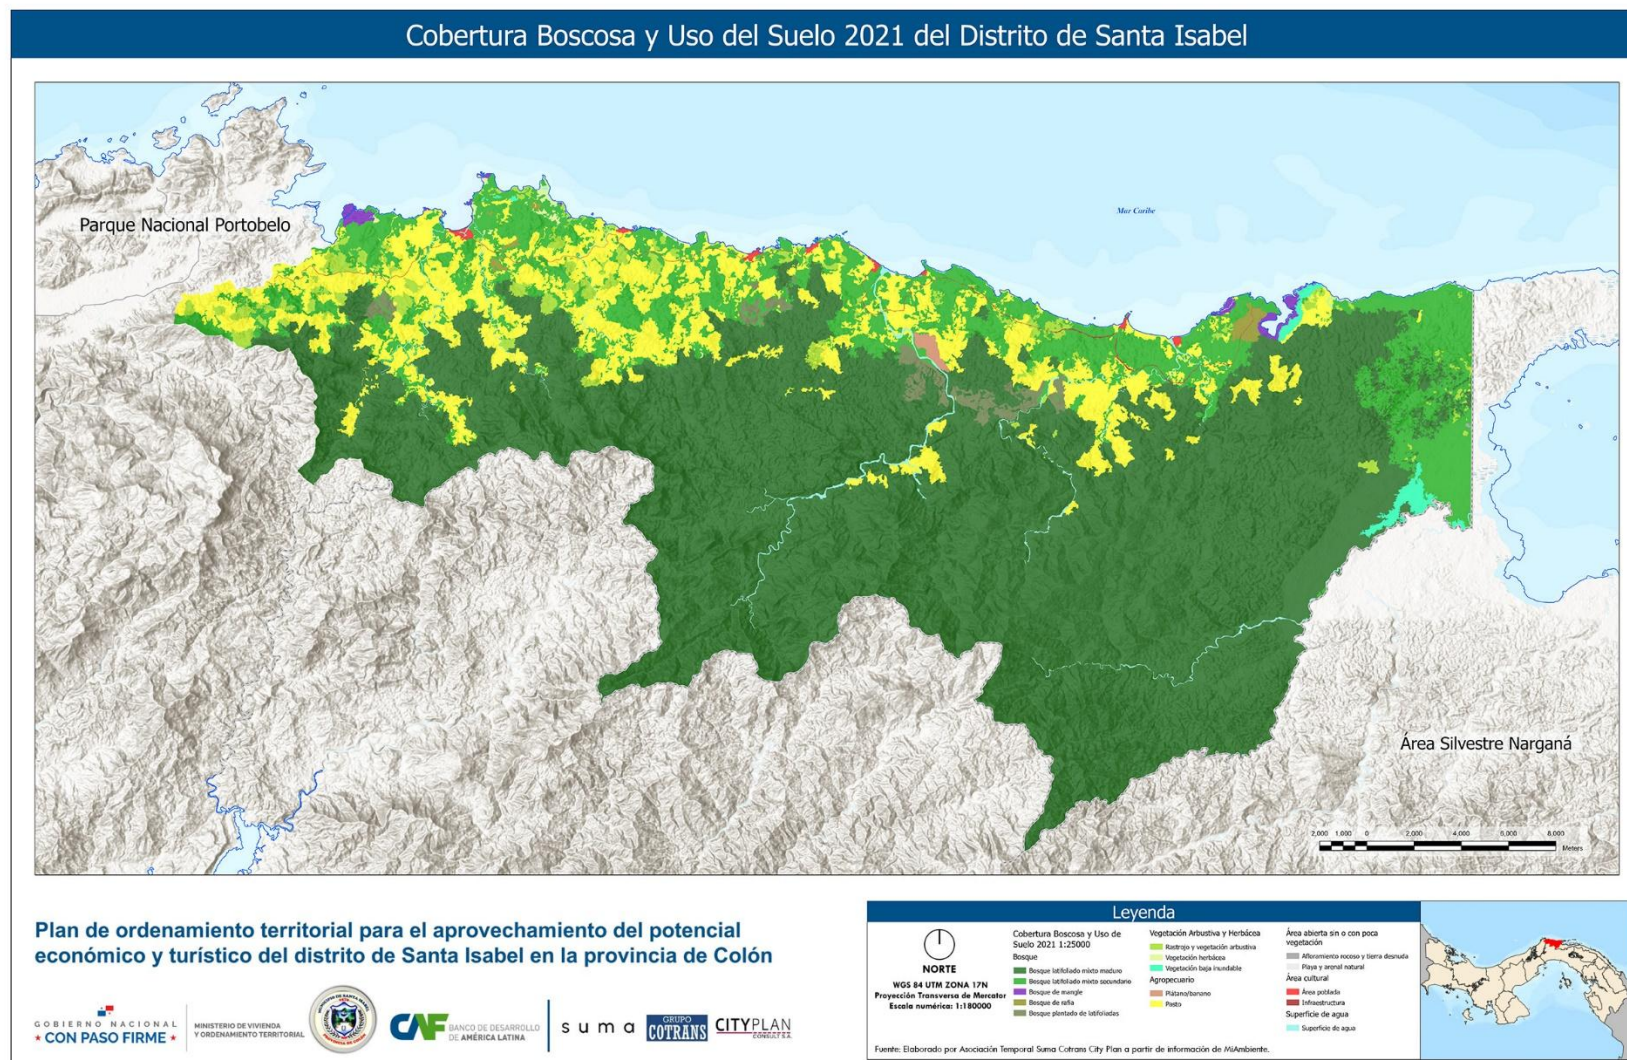 Cobertura Boscosa y Uso del Suelo 2021 del Distrito de Santa Isabel
Parque Nacional Portobelo
Mar Caribe
Área Silvestre Narganá
2,000 1,000 0 2,000 4,000 6,000 8,000
Meters
Plan de ordenamiento territorial para el aprovechamiento del potencial
económico y turístico del distrito de Santa Isabel en la provincia de Colón
GOBIERNO NACIONAL
CON PASO FIRME
MINISTERIO DE VIVIENDA
Y ORDENAMIENTO TERRITORIAL
CAF
BANCO DE DESARROLLO
DE AMÉRICA LATINA
suma
GRUPO
COTRANS
CITYPLAN
CONSULT S.A.
Leyenda
NORTE
WGS 84 UTM ZONA 17N
Proyección Transversa de Mercator
Escala numérica: 1:180000
Cobertura Boscosa y Uso de
Suelo 2021 1:25000
Bosque
Bosque latifoliado mixto maduro
Bosque latifoliado mixto secundario
Bosque de mangle
Bosque de rafia
Bosque plantado de latifoliadas
Vegetación Arbustiva y Herbácea
Rastrojo y vegetación arbustiva
Vegetación herbácea
Vegetación baja inundable
Agropecuario
Plátano/banano
Pasto
Área abierta sin o con poca
vegetación
Afloramiento rocoso y tierra desnuda
Playa y arenal natural
Área cultural
Área poblada
Infraestructura
Superficie de agua
Superficie de agua
Fuente: Elaborado por Asociación Temporal Suma Cotrans City Plan a partir de información de MiAmbiente.